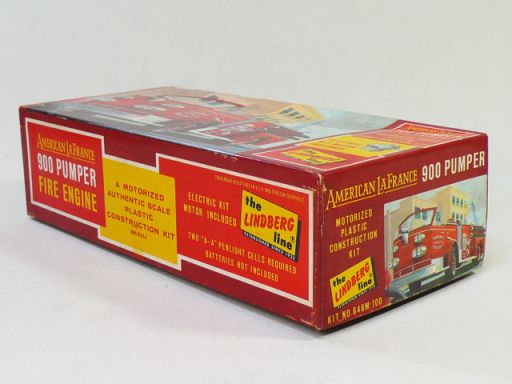 AMERICAN LAFRANCE
900 PUMPER
FIRE ENGINE
A MOTORIZED
AUTHENTIC SCALE
PLASTIC
CONSTRUCTION KIT
ELECTRIC KIT
MOTOR INCLUDED
the
LINDBERG
line
TWO "A-A" PENLIGHT CELLS REQUIRED
BATTERIES NOT INCLUDED
AMERICAN LAFRANCE 900 PUMPER
MOTORIZED
PLASTIC
CONSTRUCTION
KIT
the
LINDBERG
line
KIT NO. 646M-100